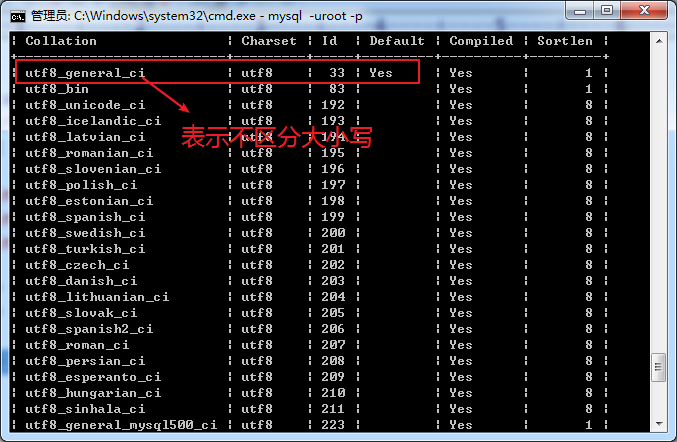 管理员: C:\Windows\system32\cmd.exe - mysql  -uroot -p
| Collation | Charset | Id | Default | Compiled | Sortlen |
| utf8_general_ci | utf8 | 33 | Yes | Yes | 1 |
| utf8_bin | utf8 | 83 | | Yes | 1 |
| utf8_unicode_ci | utf8 | 192 | | Yes | 8 |
| utf8_icelandic_ci | utf8 | 193 | | Yes | 8 |
表示不区分大小写
| utf8_latvian_ci | utf8 | 194 | | Yes | 8 |
| utf8_romanian_ci | utf8 | 195 | | Yes | 8 |
| utf8_slovenian_ci | utf8 | 196 | | Yes | 8 |
| utf8_polish_ci | utf8 | 197 | | Yes | 8 |
| utf8_estonian_ci | utf8 | 198 | | Yes | 8 |
| utf8_spanish_ci | utf8 | 199 | | Yes | 8 |
| utf8_swedish_ci | utf8 | 200 | | Yes | 8 |
| utf8_turkish_ci | utf8 | 201 | | Yes | 8 |
| utf8_czech_ci | utf8 | 202 | | Yes | 8 |
| utf8_danish_ci | utf8 | 203 | | Yes | 8 |
| utf8_lithuanian_ci | utf8 | 204 | | Yes | 8 |
| utf8_slovak_ci | utf8 | 205 | | Yes | 8 |
| utf8_spanish2_ci | utf8 | 206 | | Yes | 8 |
| utf8_roman_ci | utf8 | 207 | | Yes | 8 |
| utf8_persian_ci | utf8 | 208 | | Yes | 8 |
| utf8_esperanto_ci | utf8 | 209 | | Yes | 8 |
| utf8_hungarian_ci | utf8 | 210 | | Yes | 8 |
| utf8_sinhala_ci | utf8 | 211 | | Yes | 8 |
| utf8_general_mysql500_ci | utf8 | 223 | | Yes | 1 |